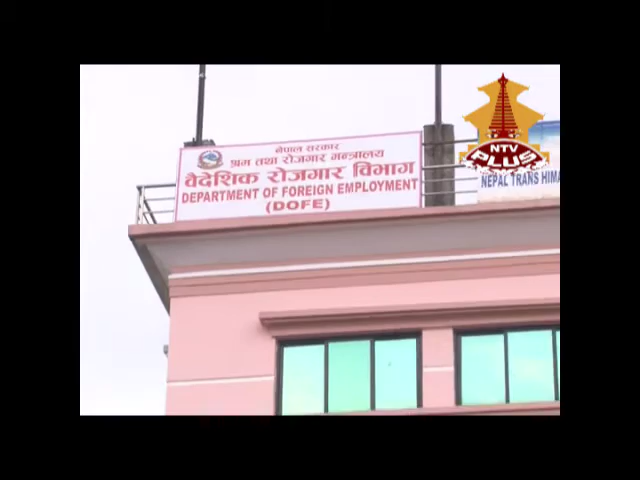 नेपाल सरकार
श्रम तथा रोजगार मन्त्रालय
वैदेशिक रोजगार विभाग
DEPARTMENT OF FOREIGN EMPLOYMENT
(DOFE)
NTV
PLUS
NEPAL TRANS HIMA